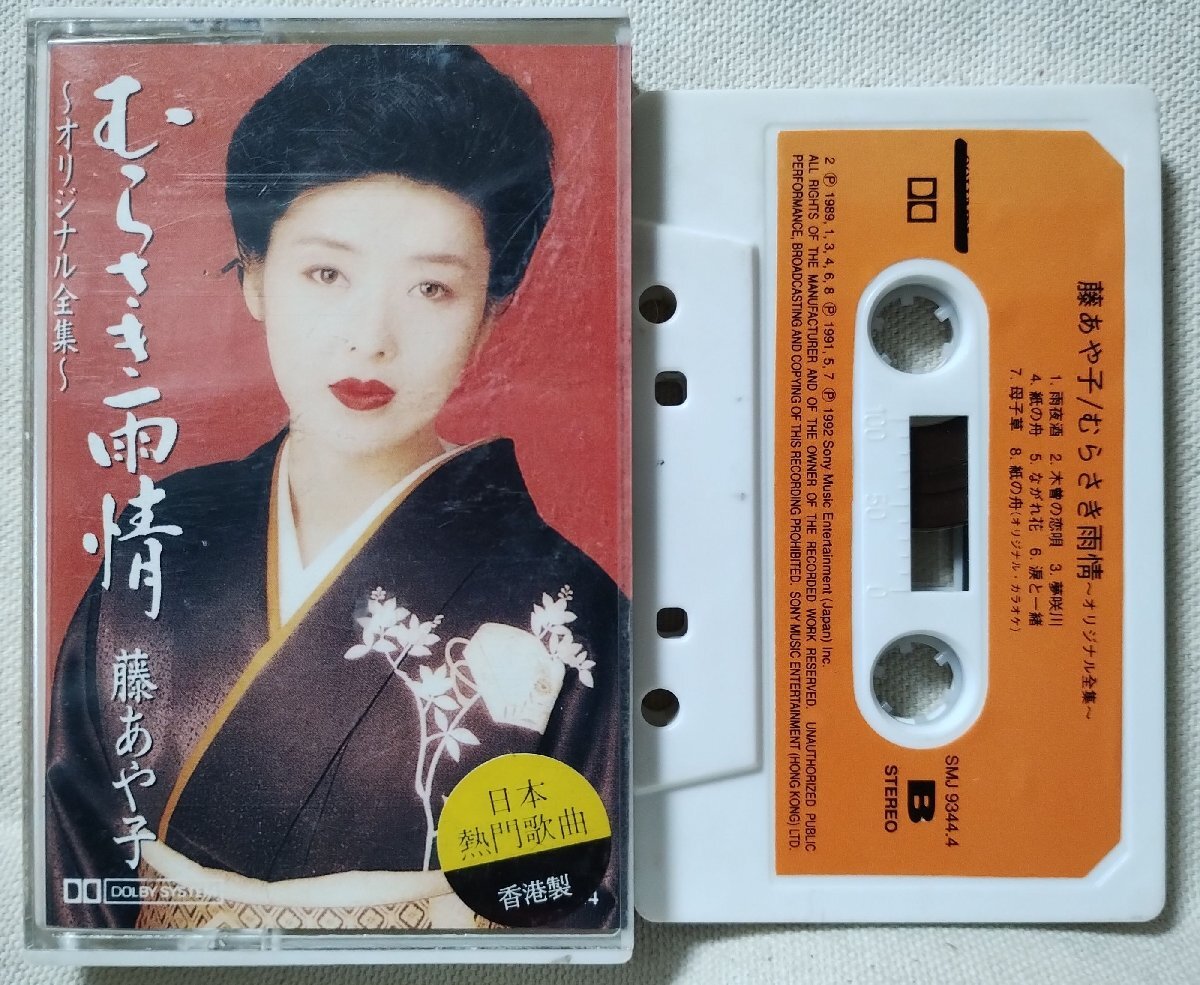 むらさき雨情
〜オリジナル全集〜
藤あや子
DOLBY SYSTEM
日本
熱門歌曲
香港製
4
藤あや子/むらさき雨情〜オリジナル全集〜
1. 雨夜酒 2. 木曽の恋唄 3. 夢咲川
4. 紙の舟 5. ながれ花 6. 涙と一緒
7. 母子草 8. 紙の舟(オリジナル・カラオケ)
100 50 0
SMJ 9344.4
B
STEREO
2 Ⓟ 1989, 1, 3, 4, 6, 8 Ⓟ 1991, 5, 7 Ⓟ 1992 Sony Music Entertainment (Japan) Inc.
ALL RIGHTS OF THE MANUFACTURER AND OF THE OWNER OF THE RECORDED WORK RESERVED. UNAUTHORIZED PUBLIC
PERFORMANCE, BROADCASTING AND COPYING OF THIS RECORDING PROHIBITED. SONY MUSIC ENTERTAINMENT (HONG KONG) LTD.